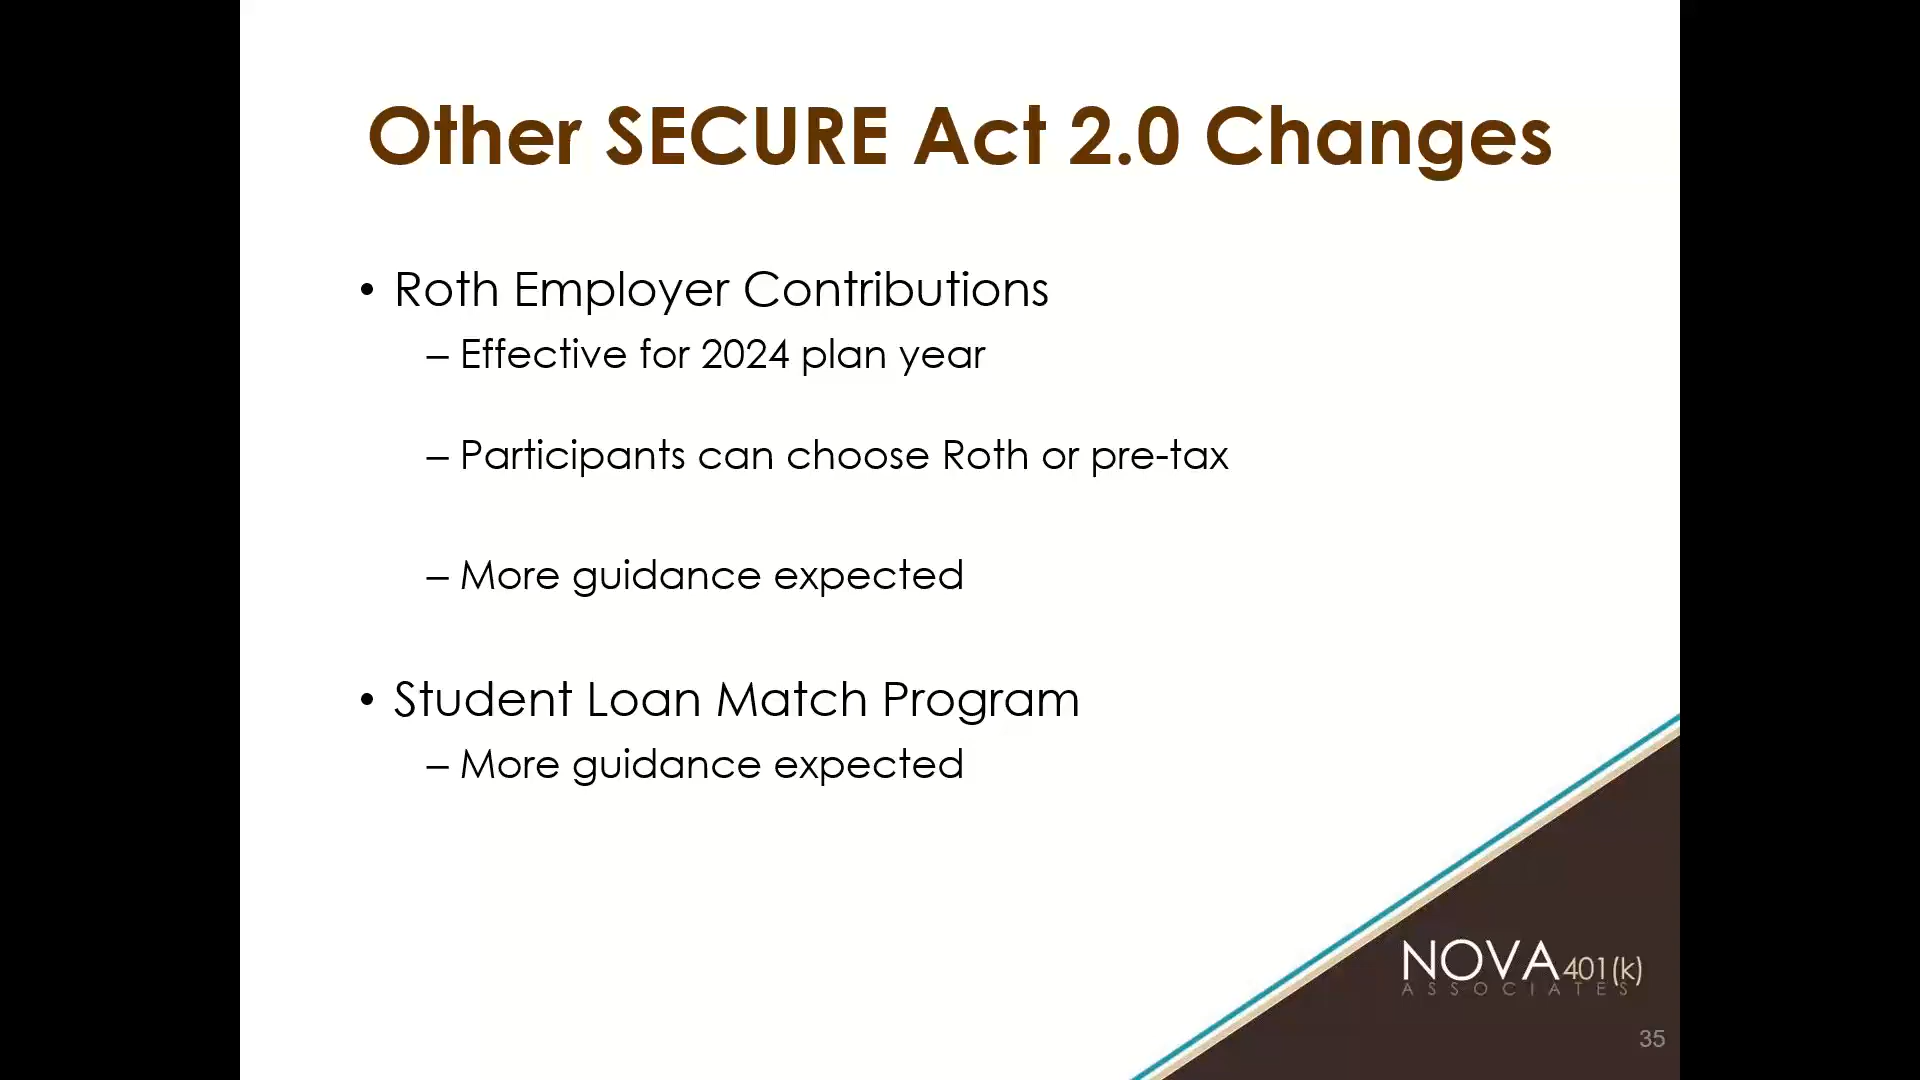 Other SECURE Act 2.0 Changes
• Roth Employer Contributions
– Effective for 2024 plan year
– Participants can choose Roth or pre-tax
– More guidance expected
• Student Loan Match Program
– More guidance expected
NOVA 401(k)
ASSOCIATES
35